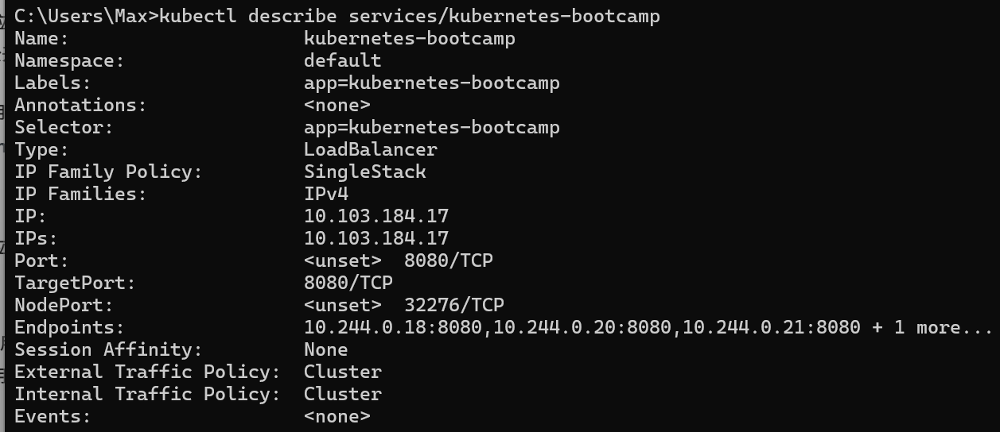 C:\Users\Max>kubectl describe services/kubernetes-bootcamp
Name:                     kubernetes-bootcamp
Namespace:                default
Labels:                   app=kubernetes-bootcamp
Annotations:              <none>
Selector:                 app=kubernetes-bootcamp
Type:                     LoadBalancer
IP Family Policy:         SingleStack
IP Families:              IPv4
IP:                       10.103.184.17
IPs:                      10.103.184.17
Port:                     <unset>  8080/TCP
TargetPort:               8080/TCP
NodePort:                 <unset>  32276/TCP
Endpoints:                10.244.0.18:8080,10.244.0.20:8080,10.244.0.21:8080 + 1 more...
Session Affinity:         None
External Traffic Policy:  Cluster
Internal Traffic Policy:  Cluster
Events:                   <none>